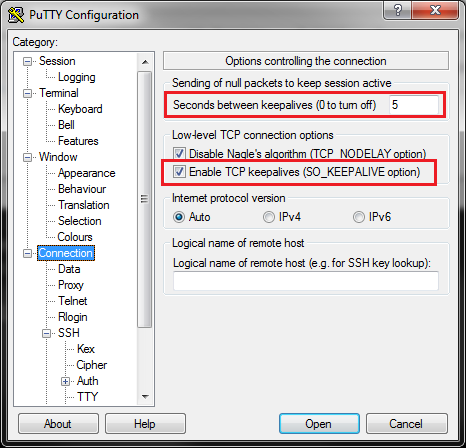 PuTTY Configuration
Category:
Session
Logging
Terminal
Keyboard
Bell
Features
Window
Appearance
Behaviour
Translation
Selection
Colours
Connection
Data
Proxy
Telnet
Rlogin
SSH
Kex
Cipher
Auth
TTY
Options controlling the connection
Sending of null packets to keep session active
Seconds between keepalives (0 to turn off) 5
Low-level TCP connection options
Disable Nagle's algorithm (TCP_NODELAY option)
Enable TCP keepalives (SO_KEEPALIVE option)
Internet protocol version
Auto IPv4 IPv6
Logical name of remote host
Logical name of remote host (e.g. for SSH key lookup):
About Help Open Cancel